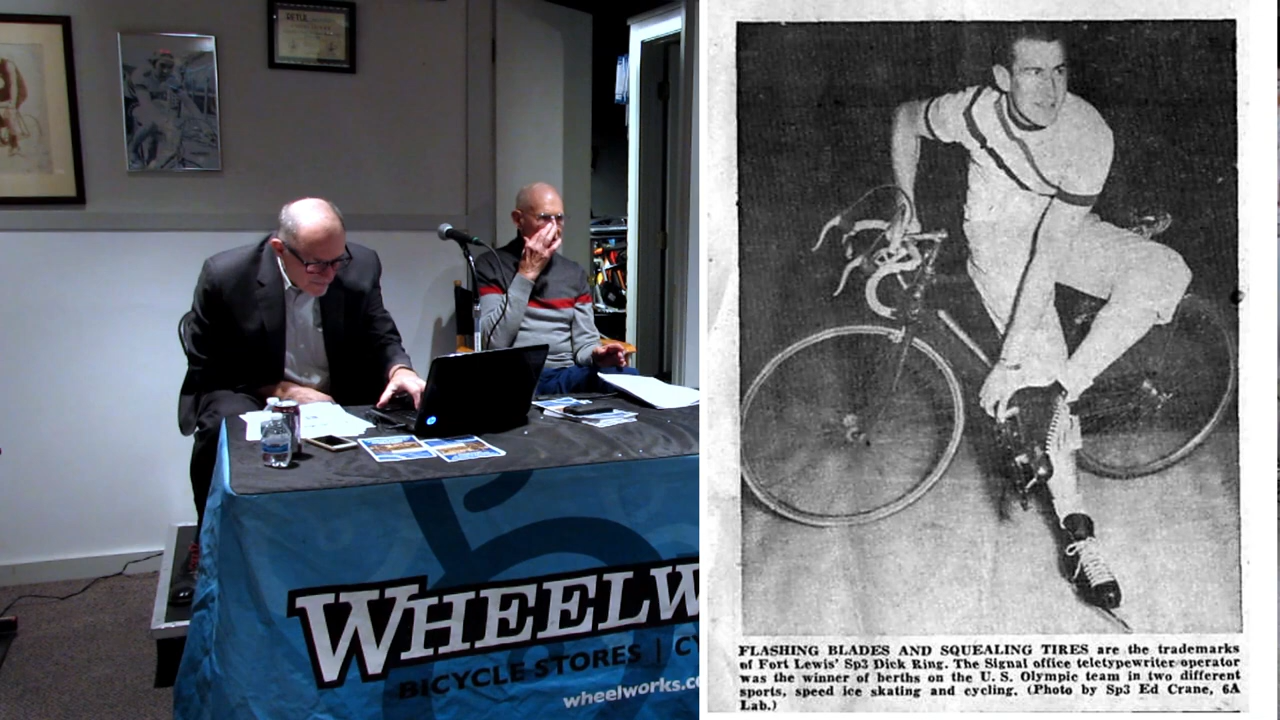 RETÜL
WHEELW
BICYCLE STORES | CY
wheelworks.co
FLASHING BLADES AND SQUEALING TIRES are the trademarks
of Fort Lewis' Sp3 Dick Ring. The Signal office teletypewriter operator
was the winner of berths on the U. S. Olympic team in two different
sports, speed ice skating and cycling. (Photo by Sp3 Ed Crane, 6A
Lab.)